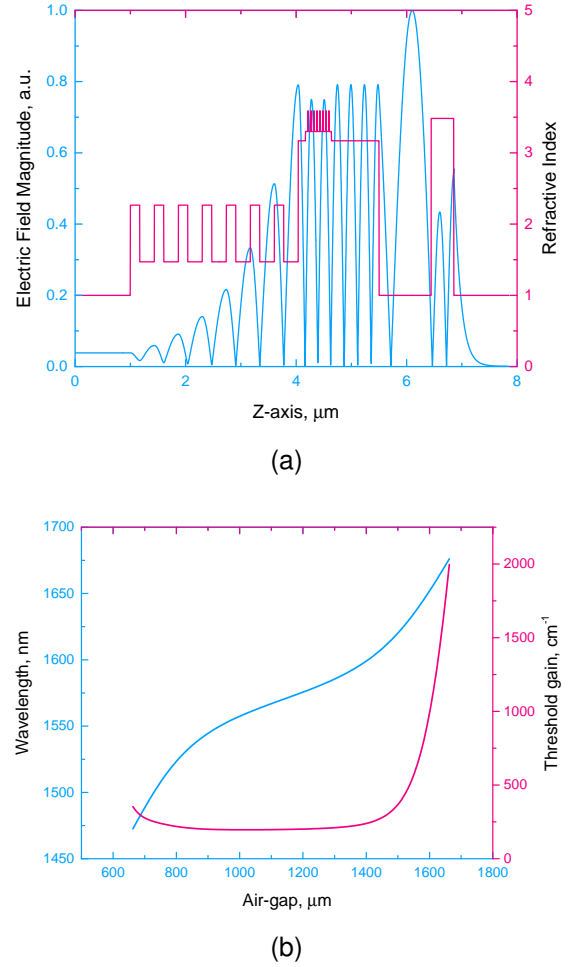 1.0
0.8
0.6
0.4
0.2
0.0
Electric Field Magnitude, a.u.
5
4
3
2
1
0
Refractive Index
0 2 4 6 8
Z-axis, μm
(a)
1700
1650
1600
1550
1500
1450
Wavelength, nm
2000
1500
1000
500
0
Threshold gain, cm⁻¹
600 800 1000 1200 1400 1600 1800
Air-gap, μm
(b)